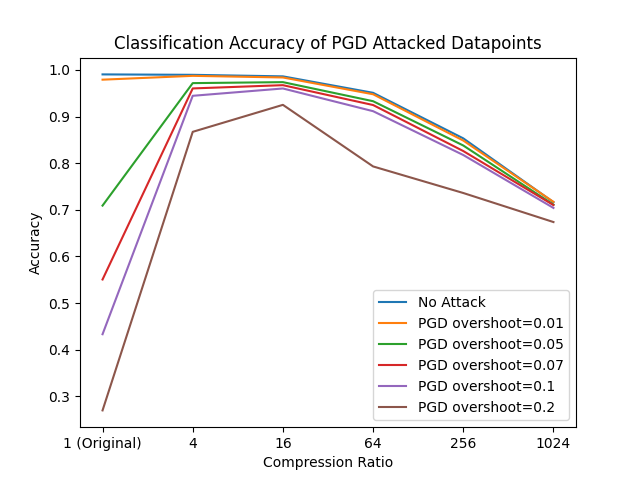 Classification Accuracy of PGD Attacked Datapoints
1.0
0.9
0.8
0.7
0.6
0.5
0.4
0.3
Accuracy
No Attack
PGD overshoot=0.01
PGD overshoot=0.05
PGD overshoot=0.07
PGD overshoot=0.1
PGD overshoot=0.2
1 (Original) 4 16 64 256 1024
Compression Ratio